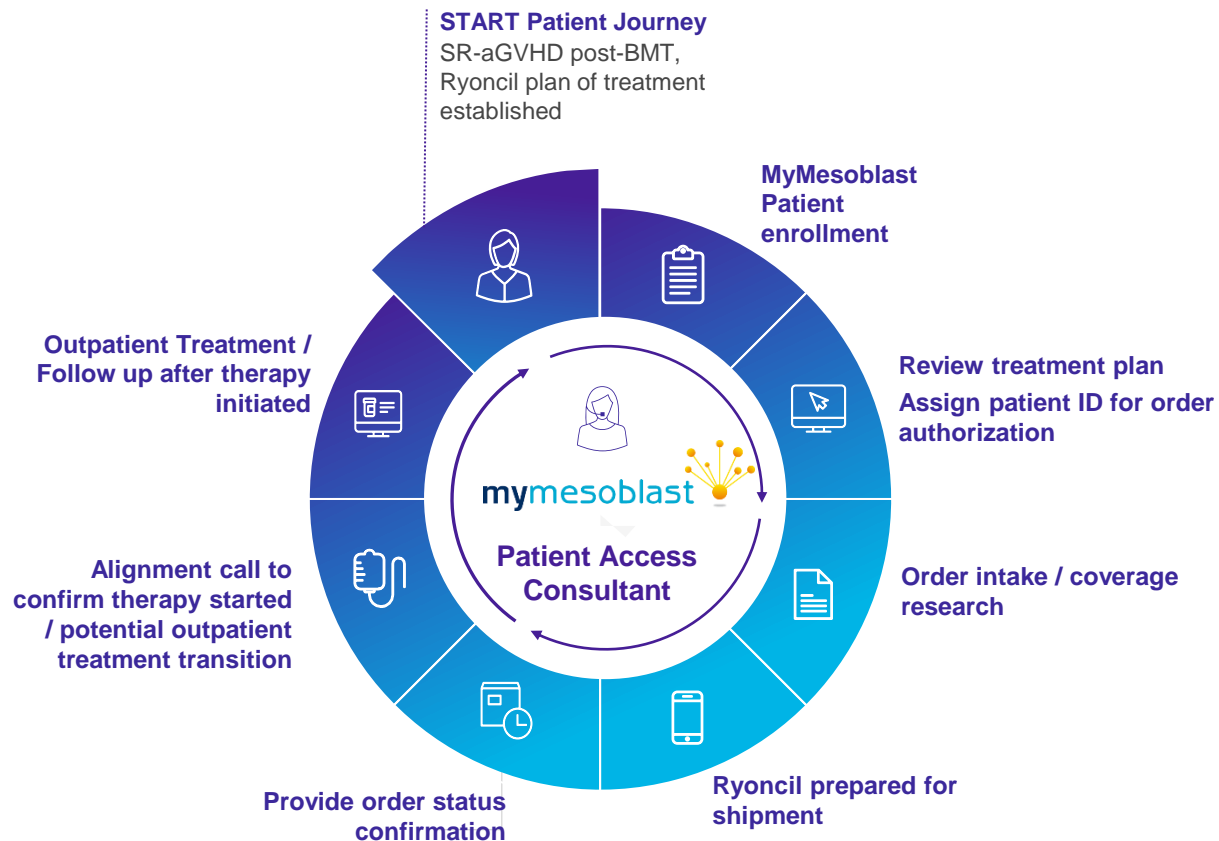 START Patient Journey
SR-aGVHD post-BMT,
Ryoncil plan of treatment
established
MyMesoblast
Patient
enrollment
Review treatment plan
Assign patient ID for order
authorization
Order intake / coverage
research
Ryoncil prepared for
shipment
Provide order status
confirmation
Alignment call to
confirm therapy started
/ potential outpatient
treatment transition
Outpatient Treatment /
Follow up after therapy
initiated
mymesoblast
Patient Access
Consultant